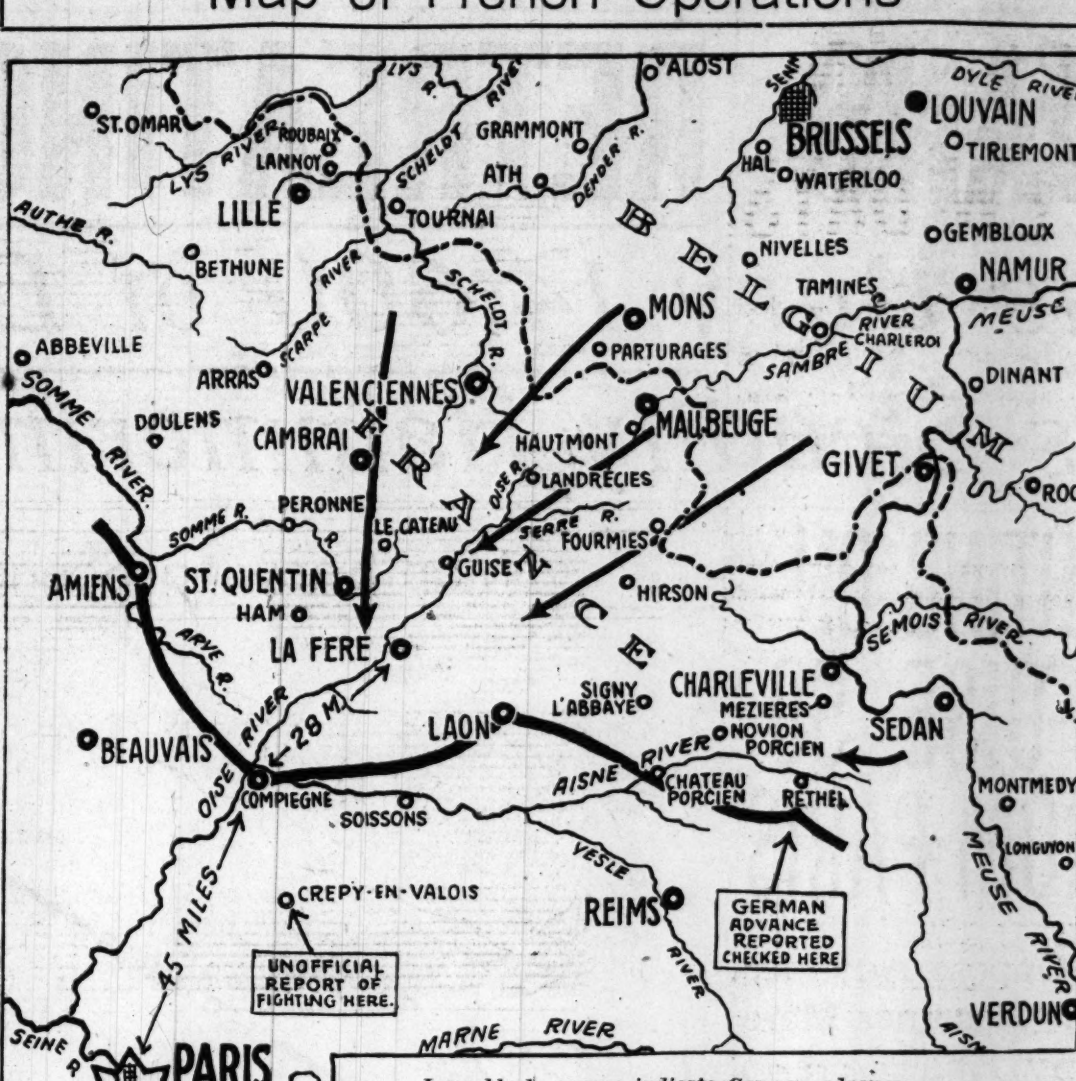 Map of French Operations
LYS
R.
RIVER
ALOST
SENN
DYLE RIVER
ST. OMAR
RIVER
ROUBAIX
LANNOY
LYS
SCHELDT
GRAMMONT
ATH
DENDER R.
BRUSSELS
LOUVAIN
TIRLEMONT
HAL
WATERLOO
LILLE
TOURNAI
AUTHE R.
BETHUNE
RIVER
SCARPE
SCHELDT R.
BELGIUM
NIVELLES
GEMBLOUX
TAMINES
NAMUR
MEUSE
MONS
RIVER
CHARLEROI
SAMBRE
PARTURAGES
ABBEVILLE
ARRAS
SOMME
RIVER
DOULENS
VALENCIENNES
CAMBRAI
FRANCE
HAUTMONT
MAUBEUGE
DINANT
GIVET
ROC
OISE R.
LANDRECIES
PERONNE
SOMME R.
R.
LE CATEAU
SERRE R.
FOURMIES
GUISE
HIRSON
AMIENS
ST. QUENTIN
HAM
LA FERE
ARVE R.
SEMOIS RIVER
SIGNY
L'ABBAYE
CHARLEVILLE
MEZIERES
SEDAN
LAON
NOVION
PORCIEN
BEAUVAIS
RIVER
28 M.
OISE
COMPIEGNE
SOISSONS
AISNE
RIVER
CHATEAU
PORCIEN
RETHEL
MONTMEDY
LONGUYON
MEUSE
RIVER
VESLE
RIVER
REIMS
CREPY-EN-VALOIS
45 MILES
UNOFFICIAL
REPORT OF
FIGHTING HERE.
GERMAN
ADVANCE
REPORTED
CHECKED HERE
VERDUN
AISN
MARNE RIVER
SEINE R
PARIS